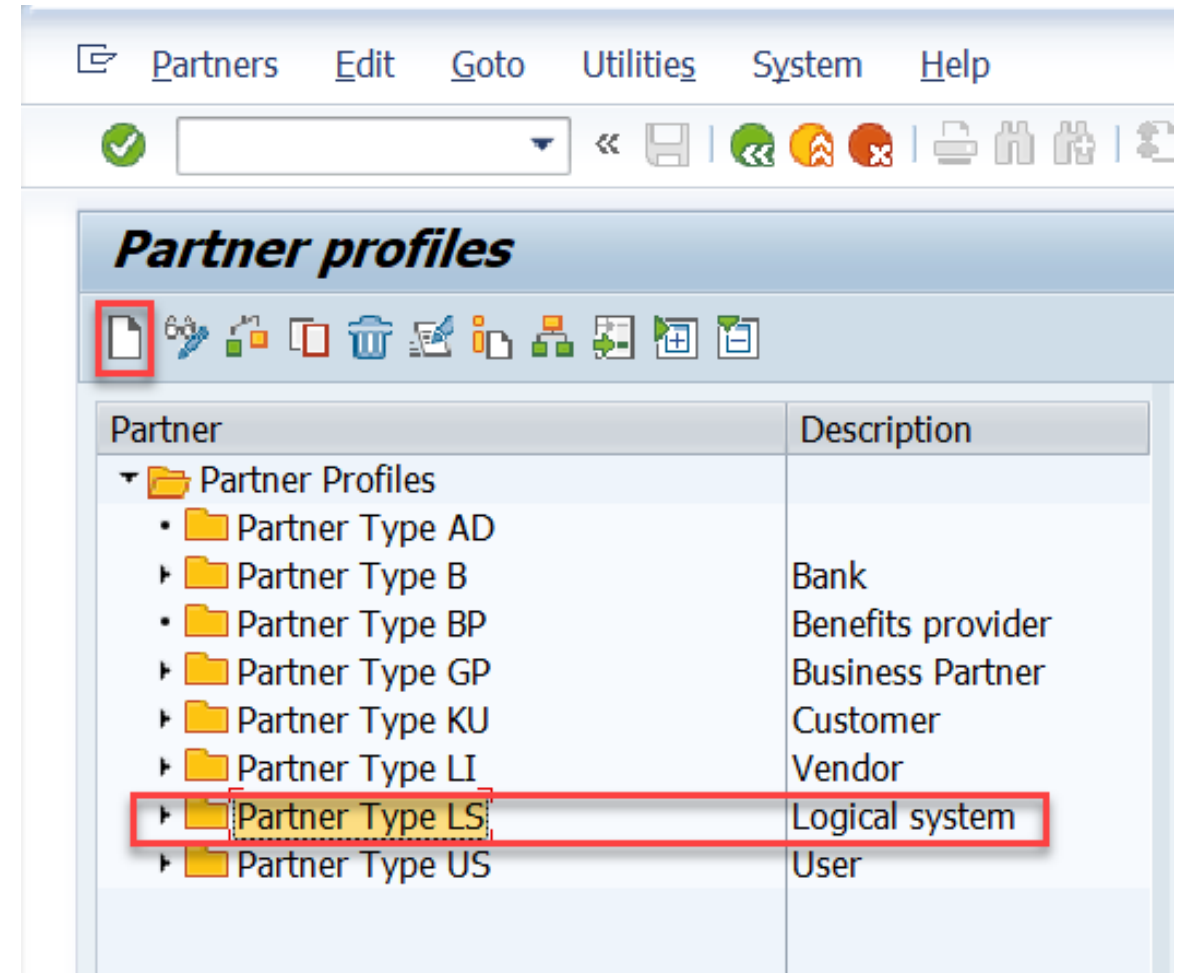 Partners Edit Goto Utilities System Help
Partner profiles
Partner Description
Partner Profiles
Partner Type AD
Partner Type B Bank
Partner Type BP Benefits provider
Partner Type GP Business Partner
Partner Type KU Customer
Partner Type LI Vendor
Partner Type LS Logical system
Partner Type US User